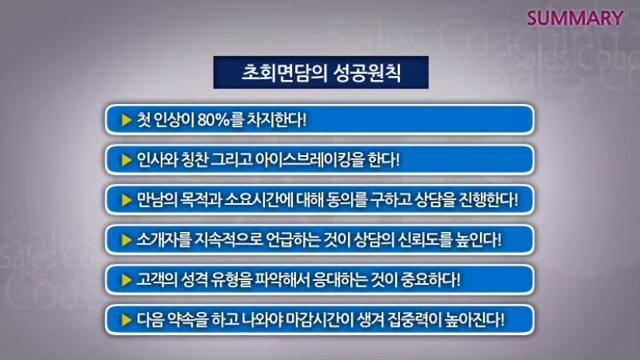 SUMMARY
Sales Coaching
Sales Coac
초회면담의 성공원칙
▶ 첫 인상이 80%를 차지한다!
▶ 인사와 칭찬 그리고 아이스브레이킹을 한다!
▶ 만남의 목적과 소요시간에 대해 동의를 구하고 상담을 진행한다!
▶ 소개자를 지속적으로 언급하는 것이 상담의 신뢰도를 높인다!
▶ 고객의 성격 유형을 파악해서 응대하는 것이 중요하다!
▶ 다음 약속을 하고 나와야 마감시간이 생겨 집중력이 높아진다!